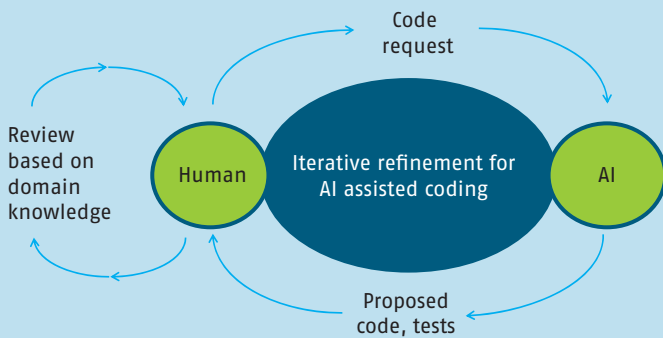 Code
request
Review
based on
domain
knowledge
Human
Iterative refinement for
AI assisted coding
AI
Proposed
code, tests